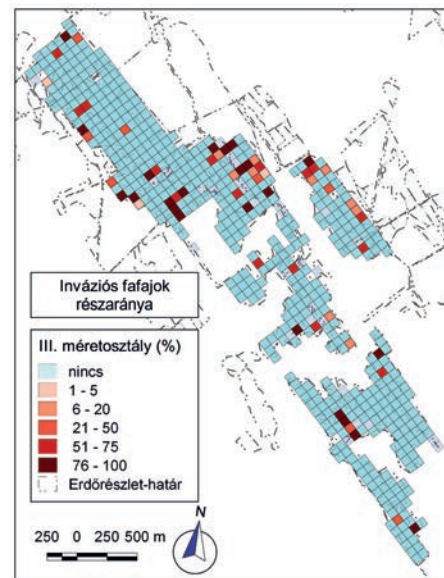 Inváziós fafajok
részaránya
III. méretosztály (%)
nincs
1 - 5
6 - 20
21 - 50
51 - 75
76 - 100
Erdőrészlet-határ
N
250 0 250 500 m